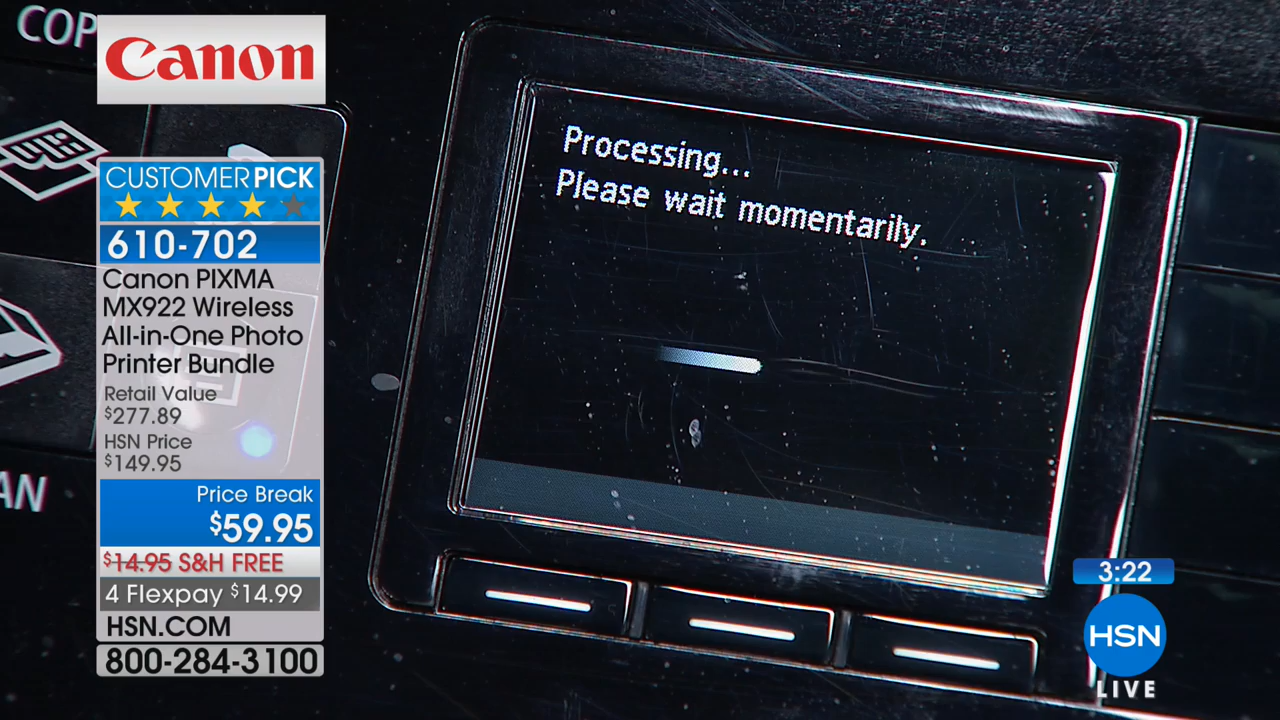 COP
Canon
CUSTOMER PICK
610-702
Canon PIXMA
MX922 Wireless
All-in-One Photo
Printer Bundle
Retail Value
$277.89
HSN Price
$149.95
Price Break
$59.95
$14.95 S&H FREE
4 Flexpay $14.99
HSN.COM
800-284-3100
AN
Processing...
Please wait momentarily.
3:22
HSN
LIVE